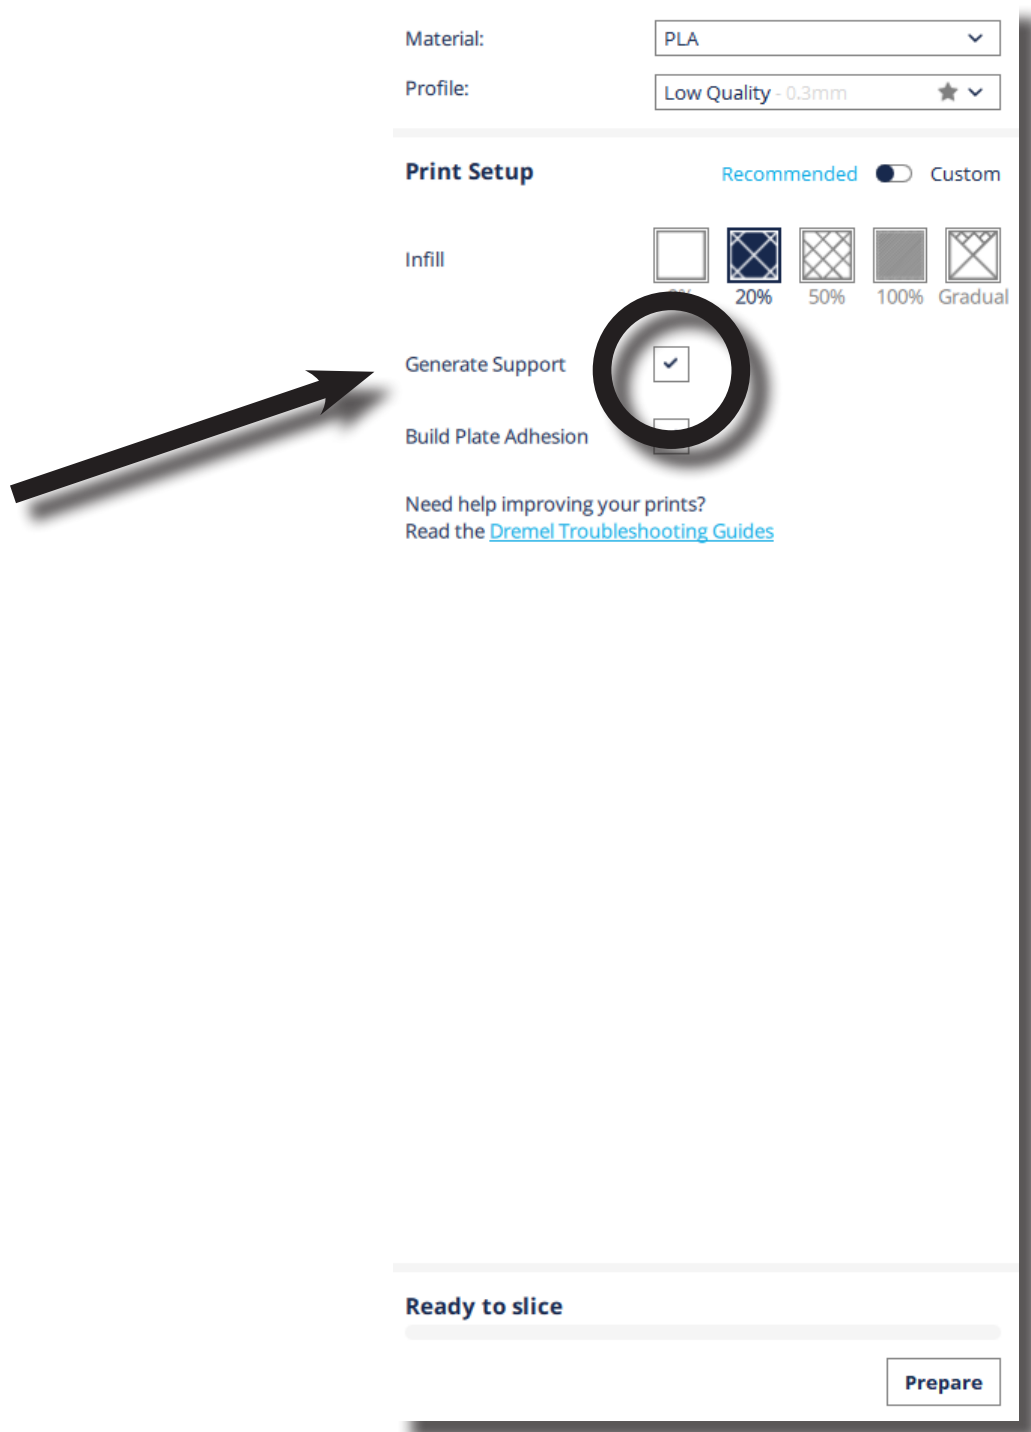 Material: PLA
Profile: Low Quality - 0.3mm
Print Setup Recommended Custom
Infill
20% 50% 100% Gradual
Generate Support
Build Plate Adhesion
Need help improving your prints?
Read the Dremel Troubleshooting Guides
Ready to slice
Prepare